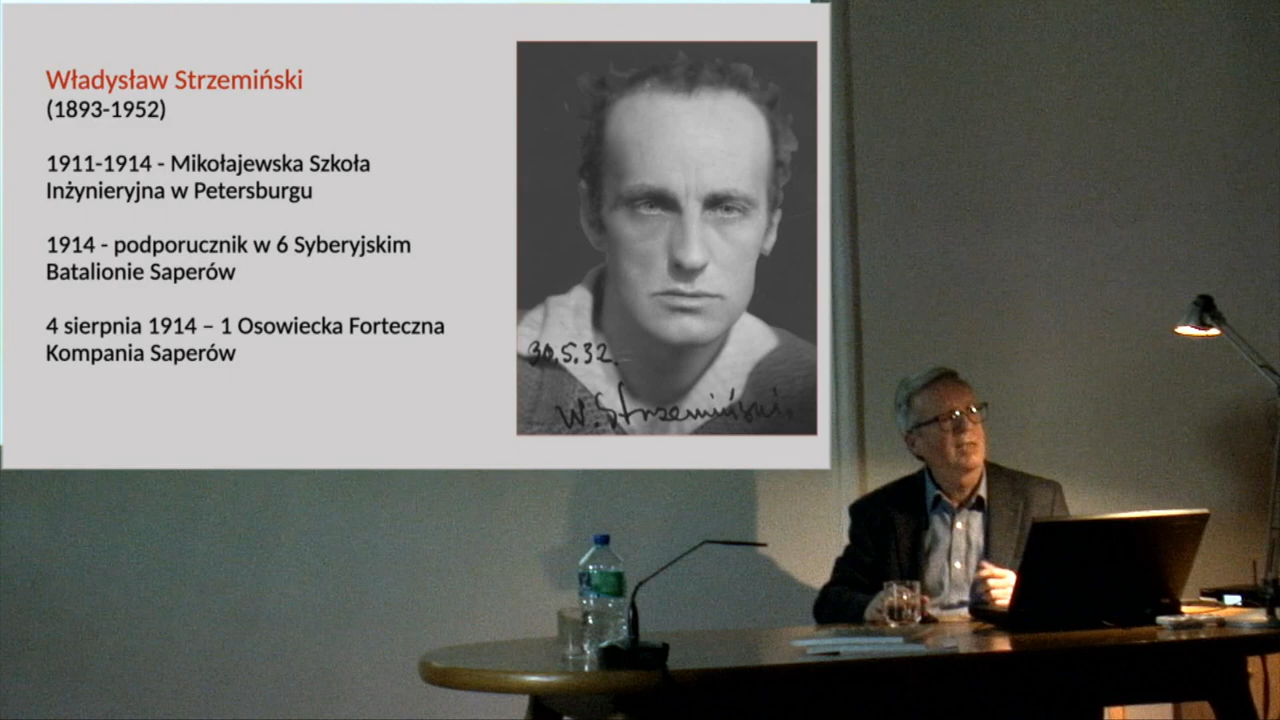 Władysław Strzemiński
(1893-1952)
1911-1914 - Mikołajewska Szkoła
Inżynieryjna w Petersburgu
1914 - podporucznik w 6 Syberyjskim
Batalionie Saperów
4 sierpnia 1914 – 1 Osowiecka Forteczna
Kompania Saperów
30.5.32.
W. Strzemiński.